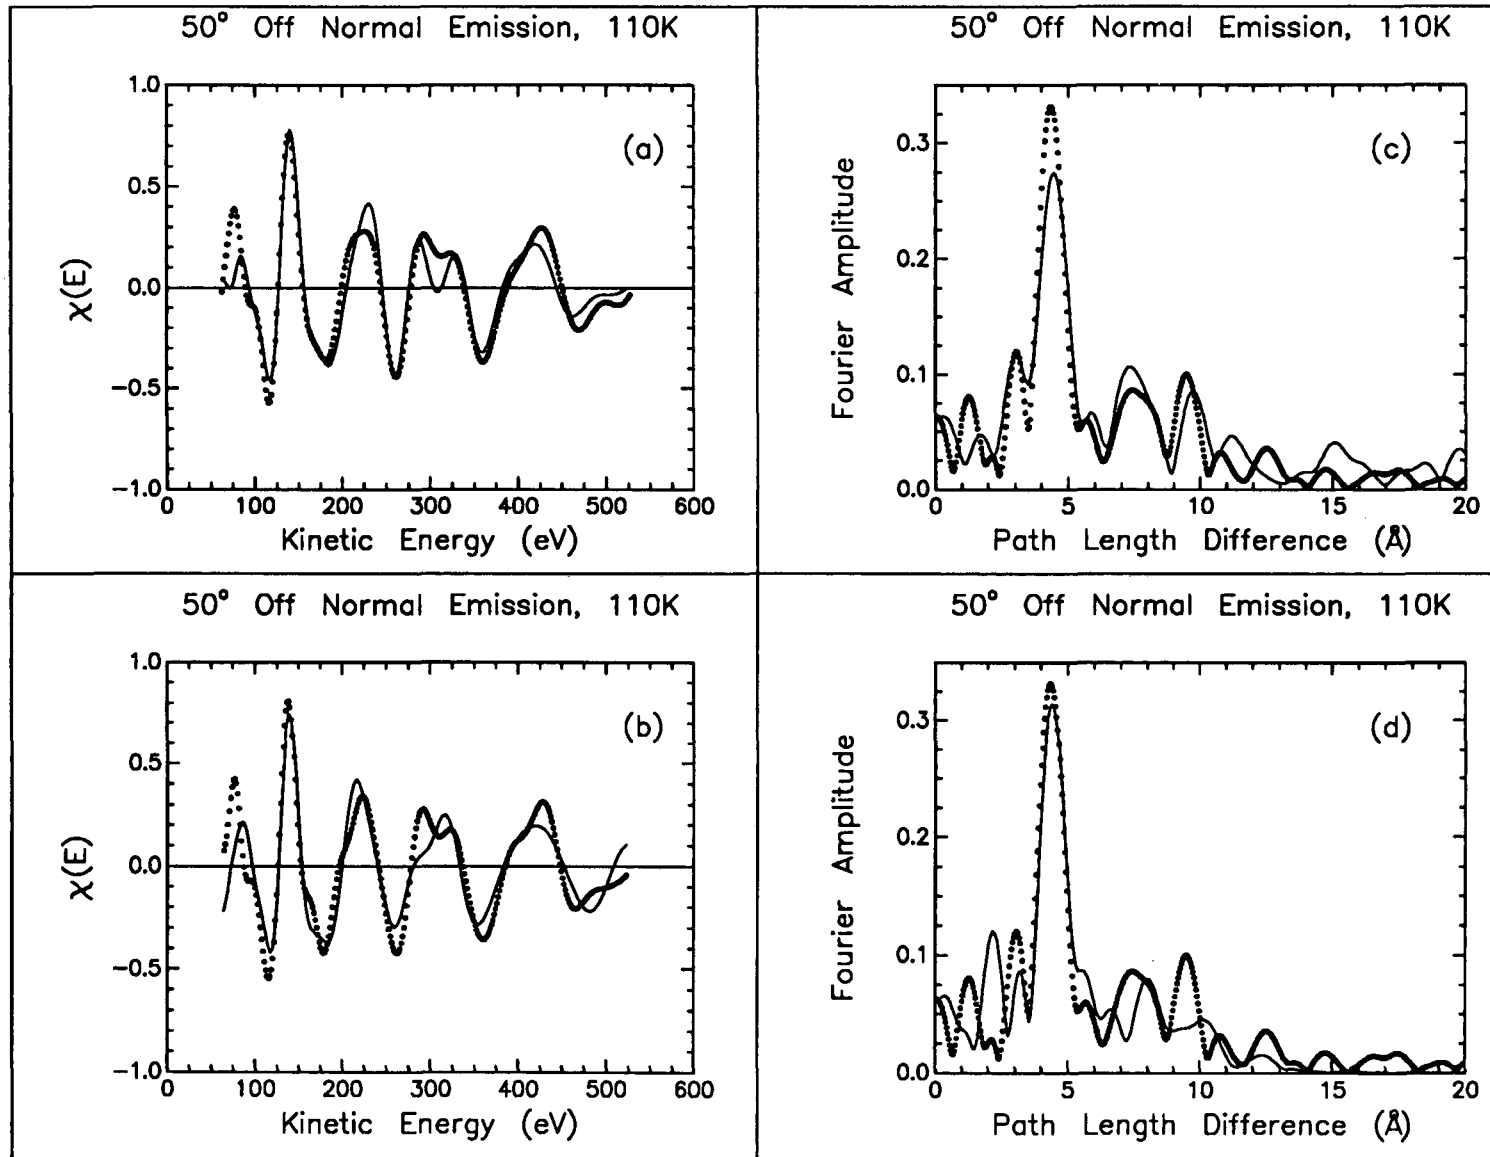 50° Off Normal Emission, 110K
1.0
0.5
0.0
−0.5
−1.0
χ(E)
(a)
0 100 200 300 400 500 600
Kinetic Energy (eV)
50° Off Normal Emission, 110K
0.3
0.2
0.1
0.0
Fourier Amplitude
(c)
0 5 10 15 20
Path Length Difference (Å)
50° Off Normal Emission, 110K
1.0
0.5
0.0
−0.5
−1.0
χ(E)
(b)
0 100 200 300 400 500 600
Kinetic Energy (eV)
50° Off Normal Emission, 110K
0.3
0.2
0.1
0.0
Fourier Amplitude
(d)
0 5 10 15 20
Path Length Difference (Å)